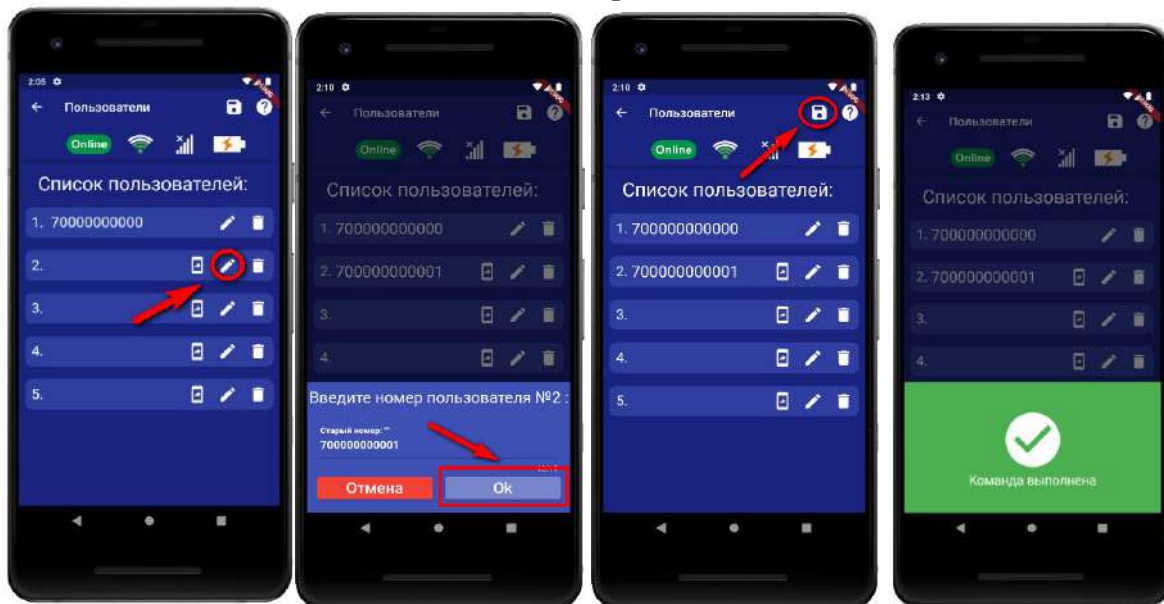 2:05
Пользователи
Online
Список пользователей:
1. 70000000000
2.
3.
4.
5.
2:10
Пользователи
Online
Список пользователей:
1. 700000000000
2. 700000000001
3.
4.
Введите номер пользователя №2 :
Старый номер: ""
700000000001
Отмена
Ok
2:10
Пользователи
Online
Список пользователей:
1. 700000000000
2. 700000000001
3.
4.
5.
2:13
Пользователи
Online
Список пользователей:
1. 700000000000
2. 700000000001
3.
4.
Команда выполнена